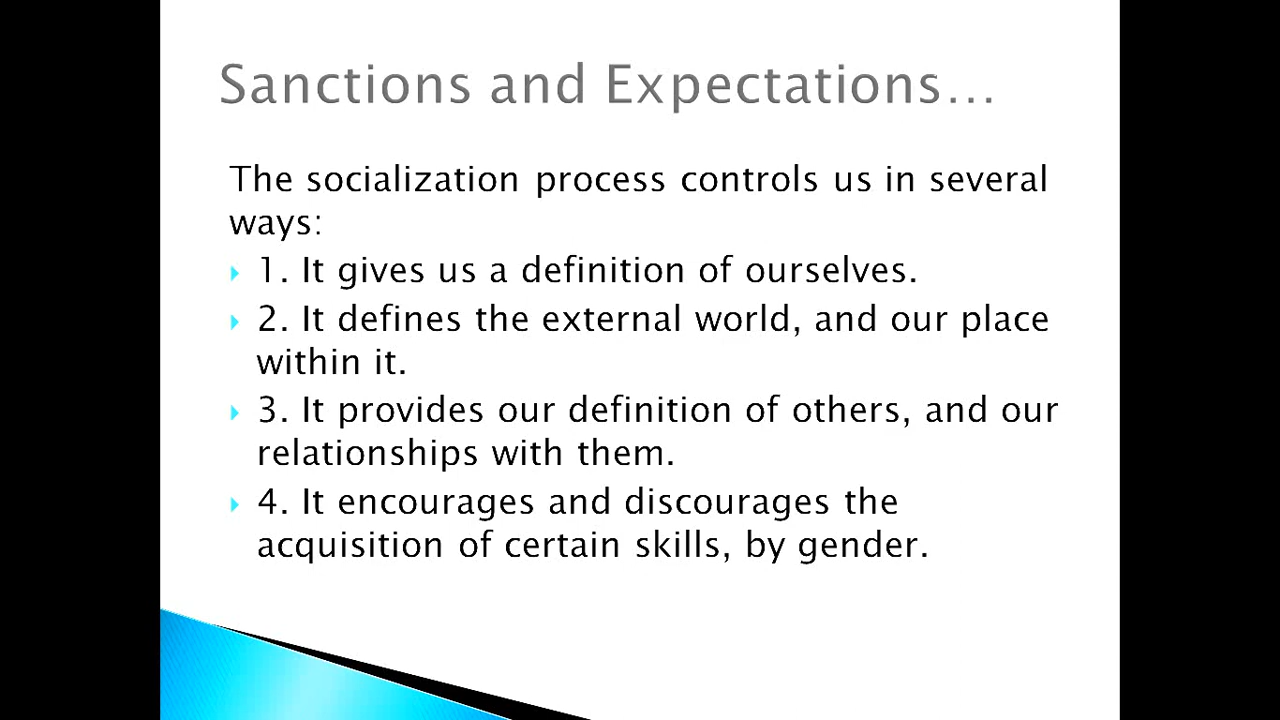 Sanctions and Expectations...
The socialization process controls us in several
ways:
1. It gives us a definition of ourselves.
2. It defines the external world, and our place
within it.
3. It provides our definition of others, and our
relationships with them.
4. It encourages and discourages the
acquisition of certain skills, by gender.